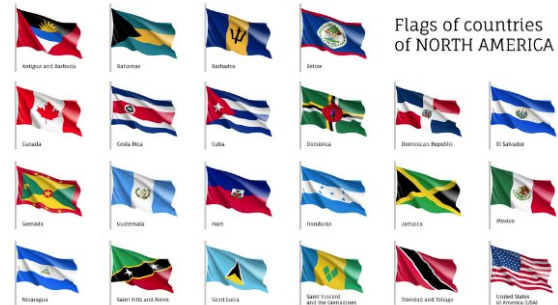 Flags of countries
of NORTH AMERICA
Antigua and Barbuda
Bahamas
Barbados
Belize
Canada
Costa Rica
Cuba
Dominica
Dominican Republic
El Salvador
Grenada
Guatemala
Haiti
Honduras
Jamaica
Mexico
Nicaragua
Saint Kitts and Nevis
Saint Lucia
Saint Vincent
and the Grenadines
Trinidad and Tobago
United States
of America (USA)